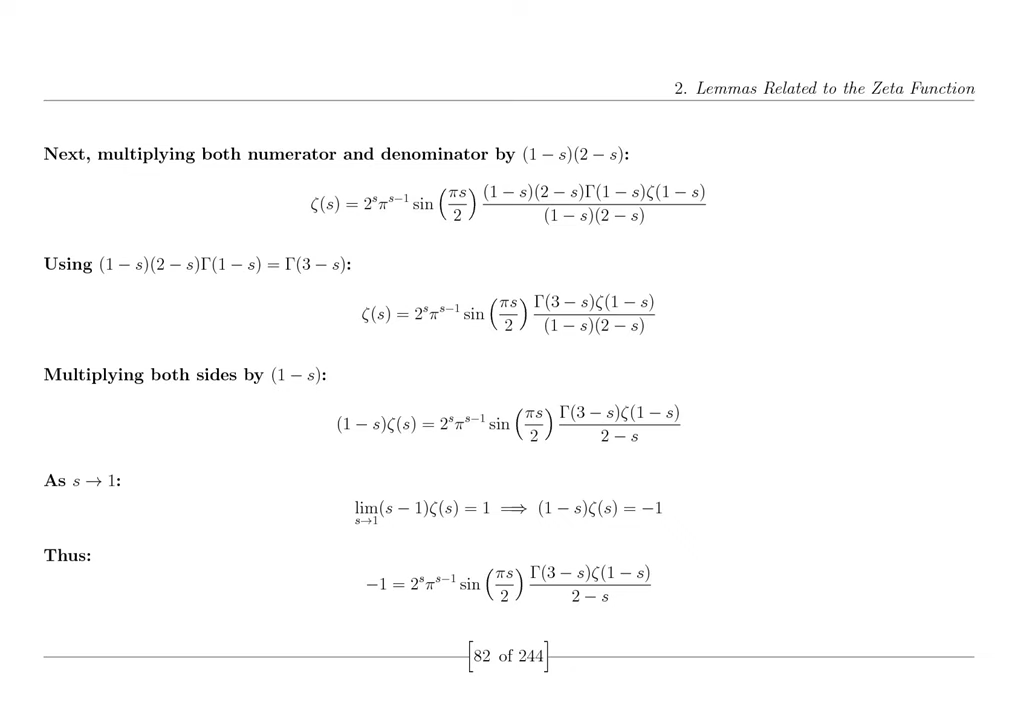 2. Lemmas Related to the Zeta Function
Next, multiplying both numerator and denominator by (1 − s)(2 − s):
ζ(s) = 2^s π^{s−1} sin (πs/2) (1 − s)(2 − s)Γ(1 − s)ζ(1 − s) / (1 − s)(2 − s)
Using (1 − s)(2 − s)Γ(1 − s) = Γ(3 − s):
ζ(s) = 2^s π^{s−1} sin (πs/2) Γ(3 − s)ζ(1 − s) / (1 − s)(2 − s)
Multiplying both sides by (1 − s):
(1 − s)ζ(s) = 2^s π^{s−1} sin (πs/2) Γ(3 − s)ζ(1 − s) / 2 − s
As s → 1:
lim_{s→1} (s − 1)ζ(s) = 1 ⟹ (1 − s)ζ(s) = −1
Thus:
−1 = 2^s π^{s−1} sin (πs/2) Γ(3 − s)ζ(1 − s) / 2 − s
[82 of 244]